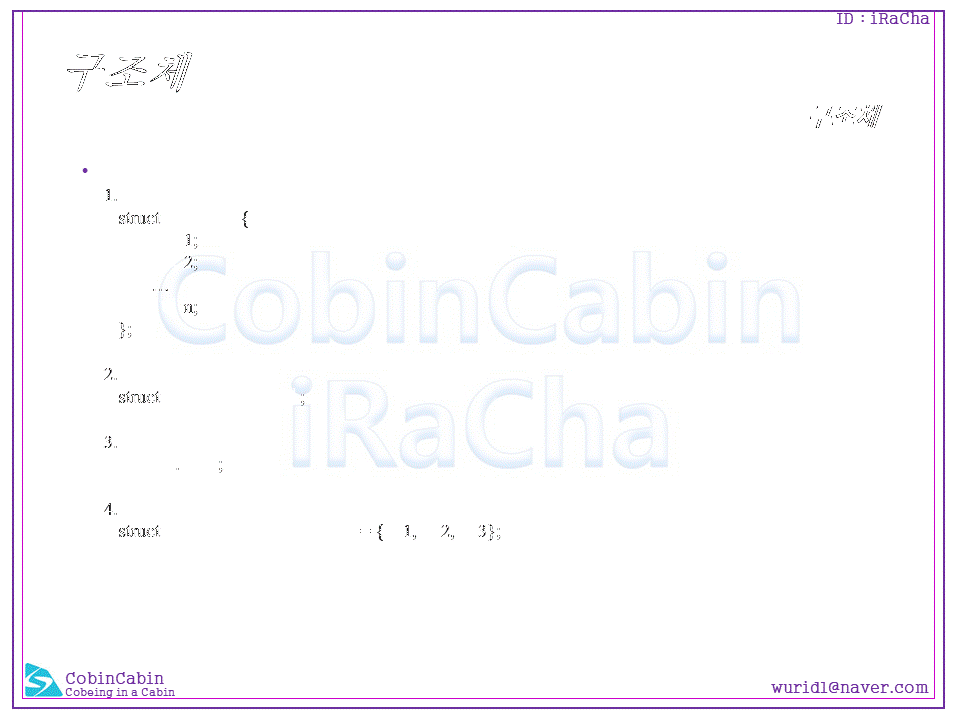 ID : iRaCha
구조체
구조체
•
1.
struct {
1;
2;
...
n;
};
2.
struct ;
3.
. ;
4.
struct ={ 1, 2, 3};
CobinCabin
iRaCha
CobinCabin
Cobeing in a Cabin
wurid1@naver.com